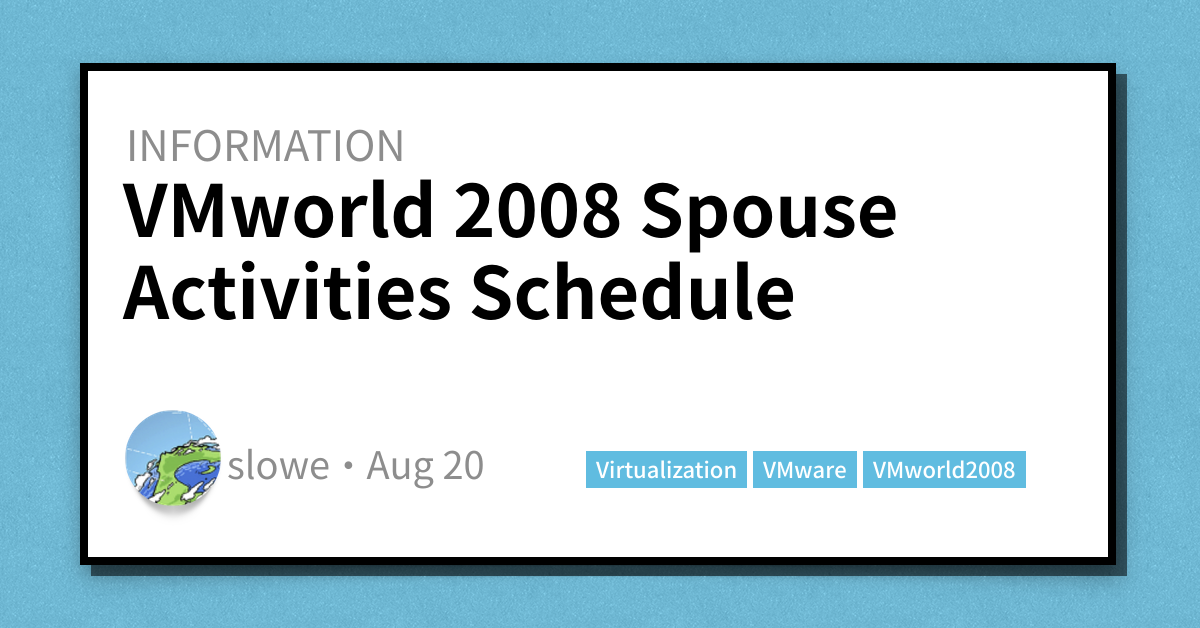 INFORMATION
VMworld 2008 Spouse
Activities Schedule
slowe • Aug 20
Virtualization VMware VMworld2008